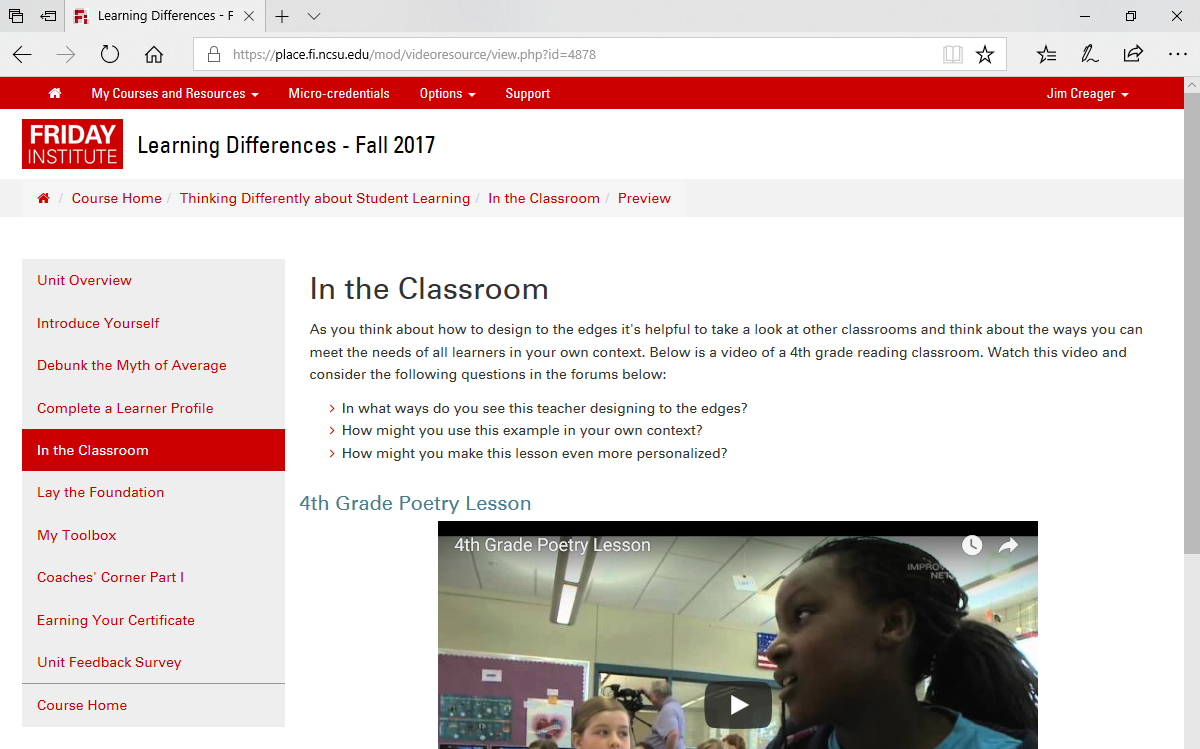 Learning Differences - F
https://place.fi.ncsu.edu/mod/videoresource/view.php?id=4878
My Courses and Resources Micro-credentials Options Support Jim Creager
FRIDAY
INSTITUTE
Learning Differences - Fall 2017
/ Course Home / Thinking Differently about Student Learning / In the Classroom / Preview
Unit Overview
Introduce Yourself
Debunk the Myth of Average
Complete a Learner Profile
In the Classroom
Lay the Foundation
My Toolbox
Coaches' Corner Part I
Earning Your Certificate
Unit Feedback Survey
Course Home
In the Classroom
As you think about how to design to the edges it's helpful to take a look at other classrooms and think about the ways you can
meet the needs of all learners in your own context. Below is a video of a 4th grade reading classroom. Watch this video and
consider the following questions in the forums below:
In what ways do you see this teacher designing to the edges?
How might you use this example in your own context?
How might you make this lesson even more personalized?
4th Grade Poetry Lesson
4th Grade Poetry Lesson